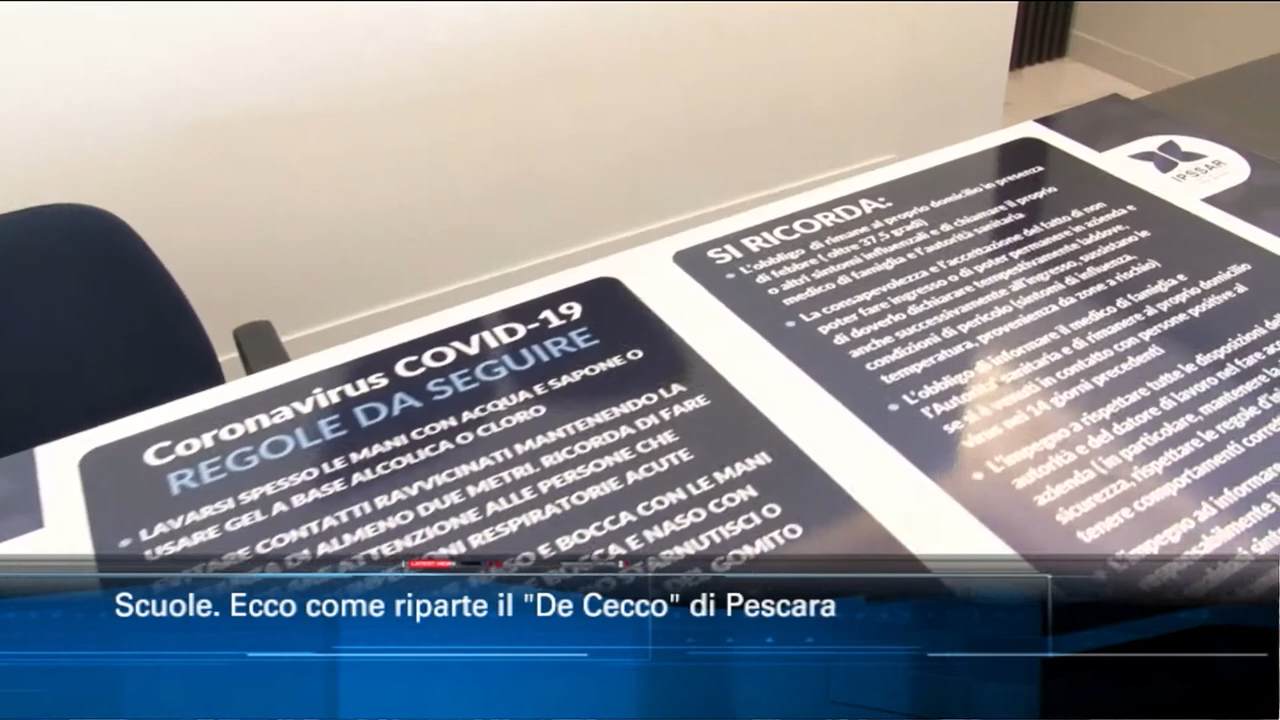 Coronavirus COVID-19
REGOLE DA SEGUIRE
LAVARSI SPESSO LE MANI CON ACQUA E SAPONE O
USARE GEL A BASE ALCOLICA O CLORO
CONTATTI RAVVICINATI MANTENENDO LA
DI ALMENO DUE METRI. RICORDA DI FARE
ATTENZIONE ALLE PERSONE CHE
RESPIRATORIE ACUTE
NASO E BOCCA CON LE MANI
BOCCA E NASO CON
STARNUTISCI O
DEL GOMITO
SI RICORDA:
L'obbligo di rimane al proprio domicilio in presenza
di febbre ( oltre 37.5 gradi)
o altri sintomi influenzali e di chiamare il proprio
medico di famiglia e l'autorità sanitaria
La consapevolezza e l'accettazione del fatto di non
poter fare ingresso o di poter permanere in azienda e
di doverlo dichiarare tempestivamente laddove,
anche successivamente all'ingresso, sussistano le
condizioni di pericolo (sintomi di influenza,
temperatura, provenienza da zone a rischio)
L'obbligo di informare il medico di famiglia e
l'Autorità sanitaria e di rimanere al proprio domicilio
se si è venuti in contatto con persone positive al
virus nei 14 giorni precedenti
L'impegno a rispettare tutte le disposizioni de
autorità e del datore di lavoro nel fare acc
azienda ( in particolare, mantenere la
sicurezza, rispettare le regole d'i
tenere comportamenti corret
L'impegno ad informar
IPSSAR
LATEST NEWS
Scuole. Ecco come riparte il "De Cecco" di Pescara